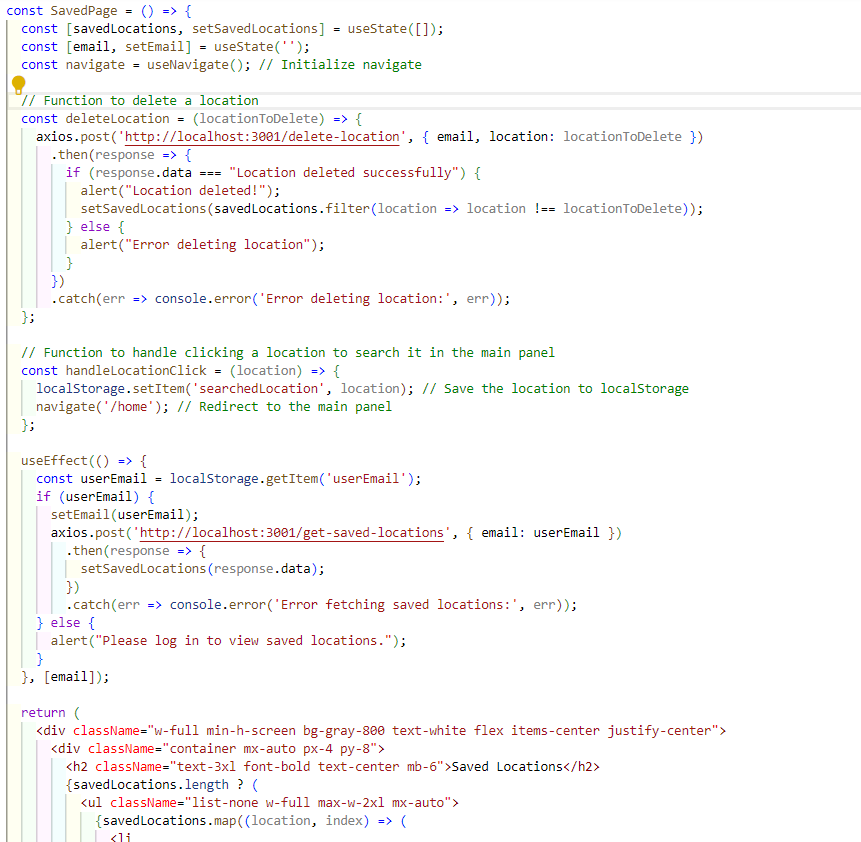 const SavedPage = () => {
  const [savedLocations, setSavedLocations] = useState([]);
  const [email, setEmail] = useState('');
  const navigate = useNavigate(); // Initialize navigate

  // Function to delete a location
  const deleteLocation = (locationToDelete) => {
    axios.post('http://localhost:3001/delete-location', { email, location: locationToDelete })
      .then(response => {
        if (response.data === "Location deleted successfully") {
          alert("Location deleted!");
          setSavedLocations(savedLocations.filter(location => location !== locationToDelete));
        } else {
          alert("Error deleting location");
        }
      })
      .catch(err => console.error('Error deleting location:', err));
  };

  // Function to handle clicking a location to search it in the main panel
  const handleLocationClick = (location) => {
    localStorage.setItem('searchedLocation', location); // Save the location to localStorage
    navigate('/home'); // Redirect to the main panel
  };

  useEffect(() => {
    const userEmail = localStorage.getItem('userEmail');
    if (userEmail) {
      setEmail(userEmail);
      axios.post('http://localhost:3001/get-saved-locations', { email: userEmail })
        .then(response => {
          setSavedLocations(response.data);
        })
        .catch(err => console.error('Error fetching saved locations:', err));
    } else {
      alert("Please log in to view saved locations.");
    }
  }, [email]);

  return (
    <div className="w-full min-h-screen bg-gray-800 text-white flex items-center justify-center">
      <div className="container mx-auto px-4 py-8">
        <h2 className="text-3xl font-bold text-center mb-6">Saved Locations</h2>
        {savedLocations.length ? (
          <ul className="list-none w-full max-w-2xl mx-auto">
            {savedLocations.map((location, index) => (
              <li